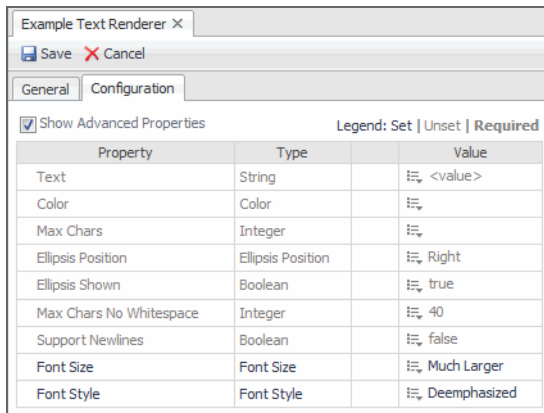 Example Text Renderer
Save Cancel
General Configuration
Show Advanced Properties Legend: Set | Unset | Required
Property Type Value
Text String <value>
Color Color
Max Chars Integer
Ellipsis Position Ellipsis Position Right
Ellipsis Shown Boolean true
Max Chars No Whitespace Integer 40
Support Newlines Boolean false
Font Size Font Size Much Larger
Font Style Font Style Deemphasized